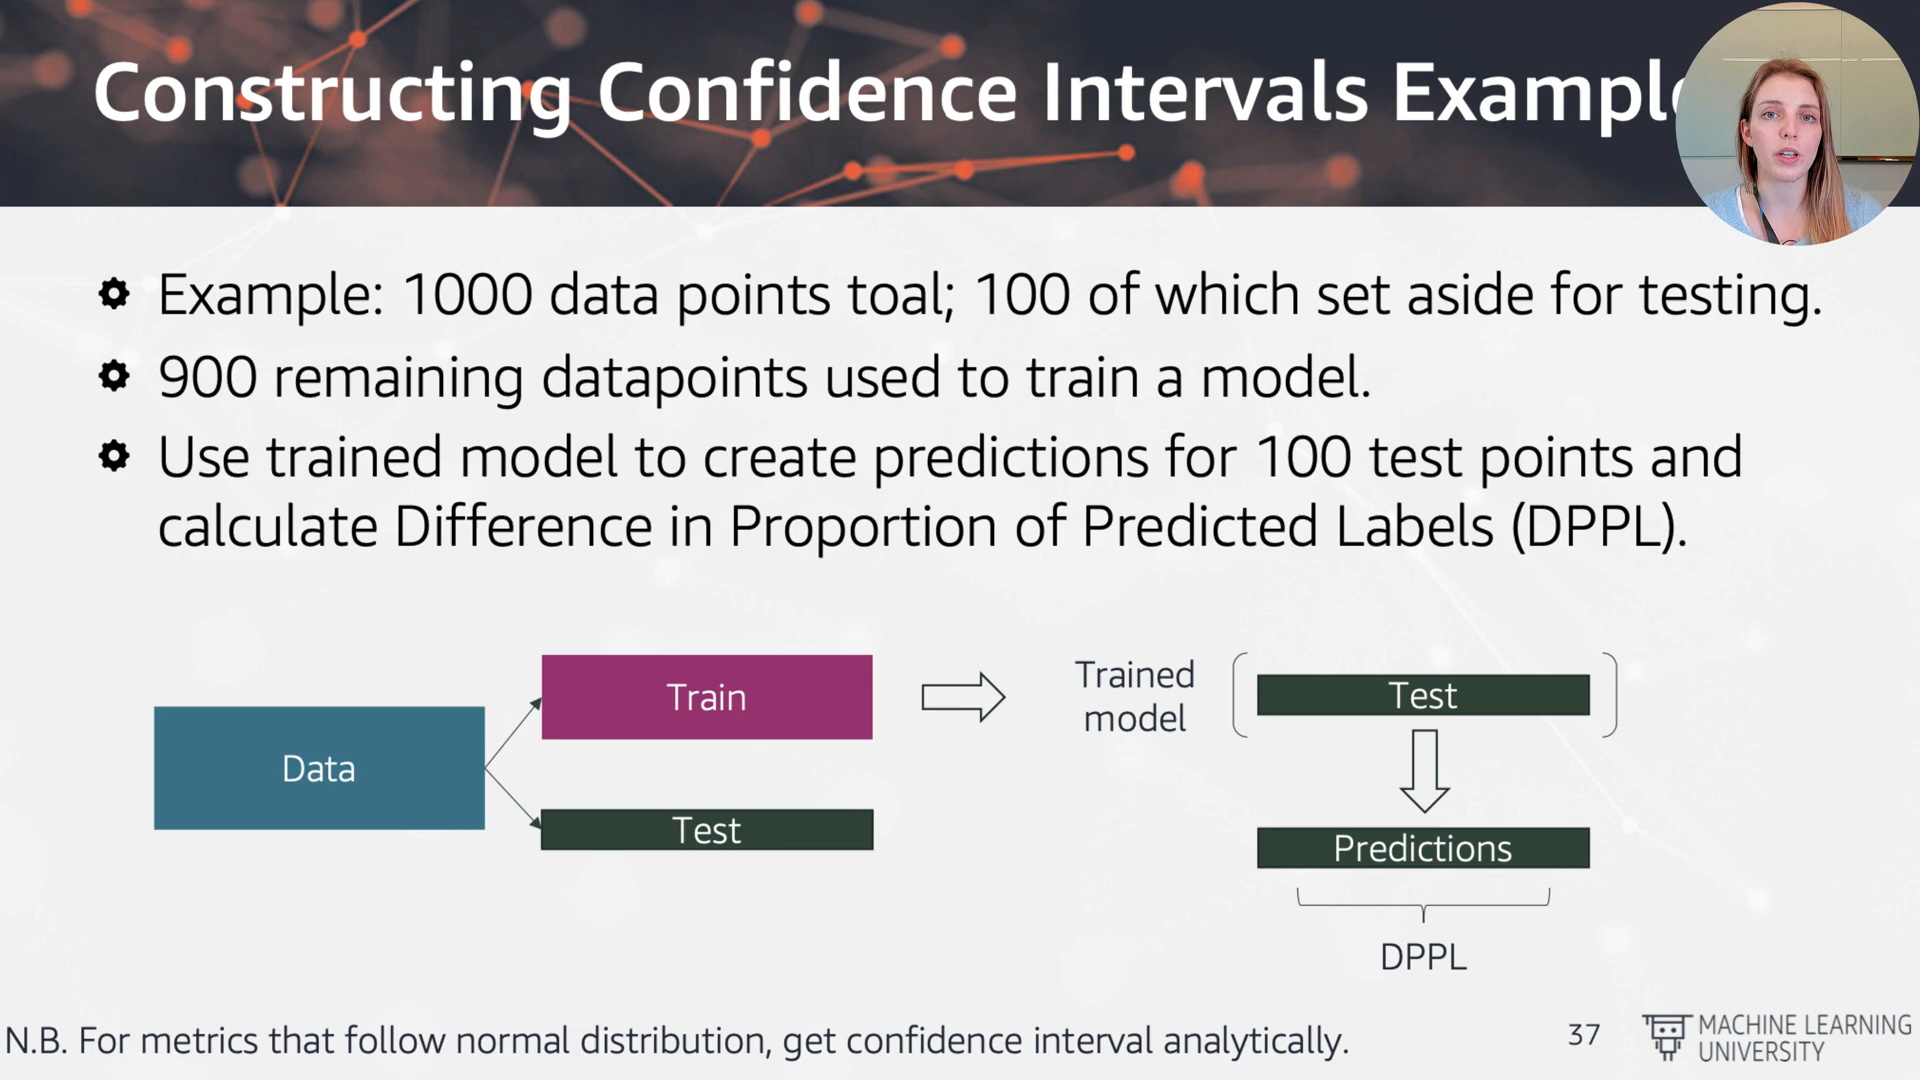 Constructing Confidence Intervals Example
Example: 1000 data points toal; 100 of which set aside for testing.
900 remaining datapoints used to train a model.
Use trained model to create predictions for 100 test points and
calculate Difference in Proportion of Predicted Labels (DPPL).
Data
Train
Test
Trained
model
Test
Predictions
DPPL
N.B. For metrics that follow normal distribution, get confidence interval analytically.
37
MACHINE LEARNING
UNIVERSITY